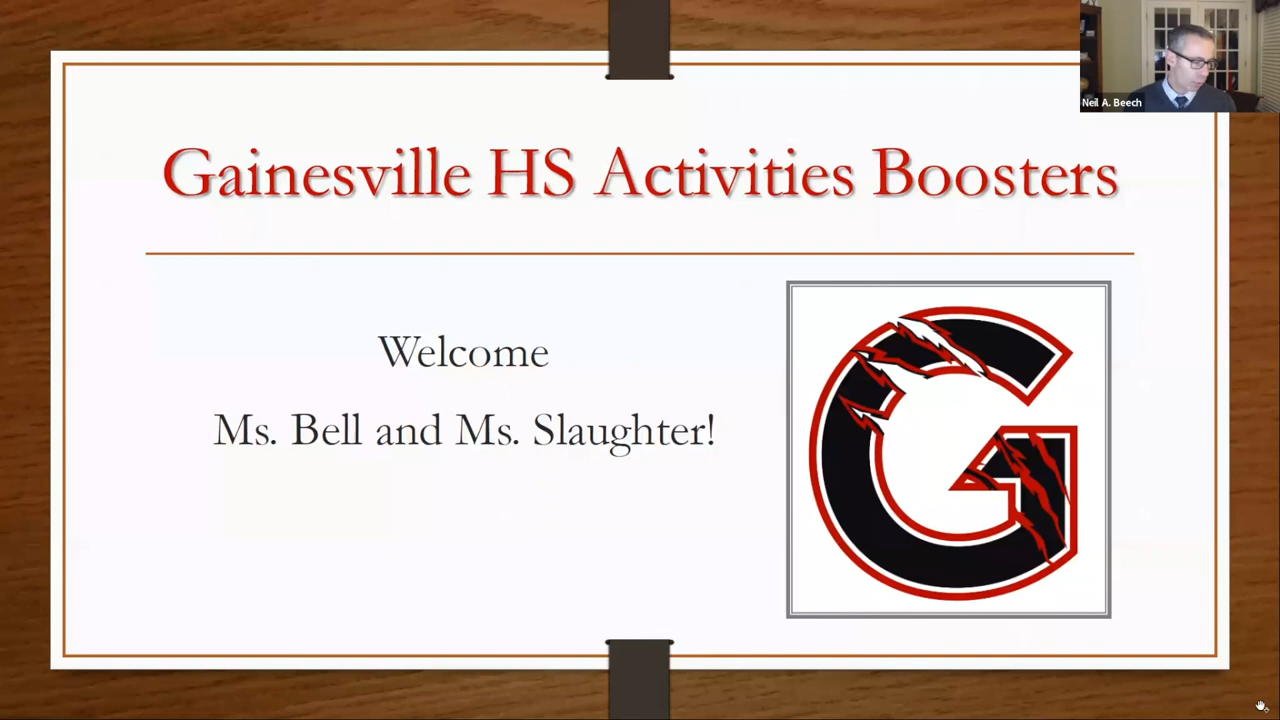 Neil A. Beech
Gainesville HS Activities Boosters
Welcome
Ms. Bell and Ms. Slaughter!
G